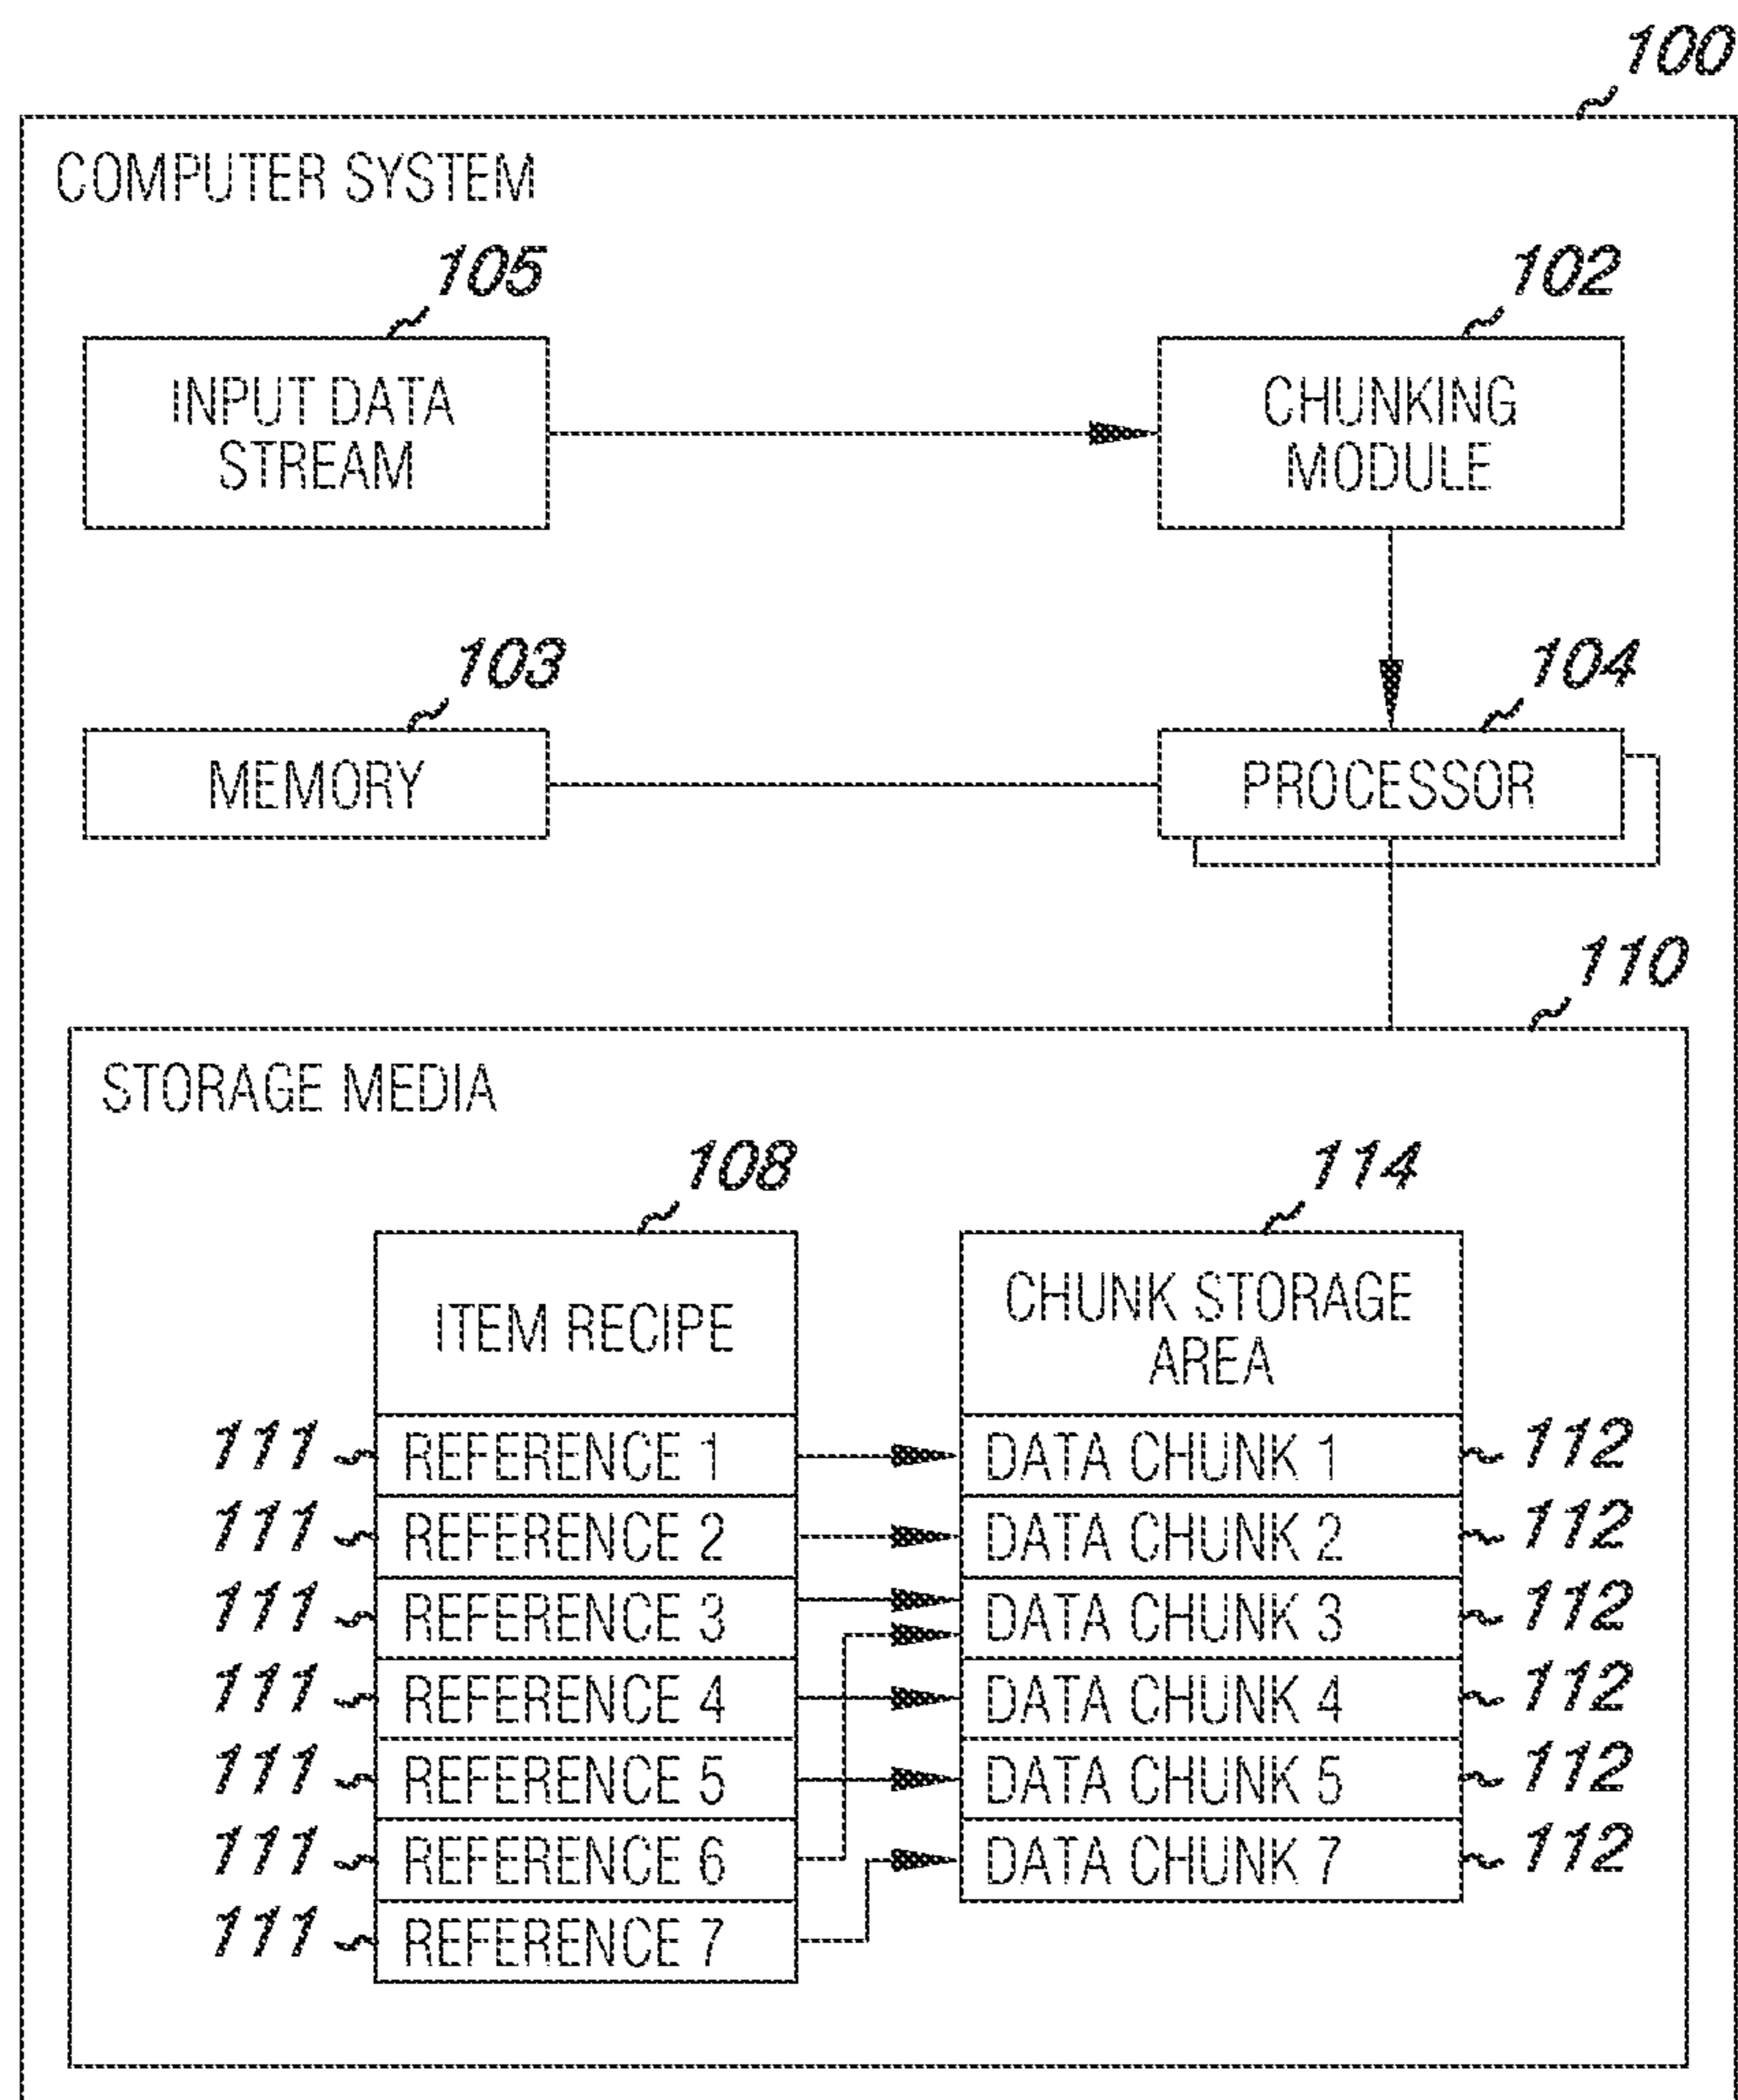 100
COMPUTER SYSTEM
105
102
INPUT DATA
STREAM
CHUNKING
MODULE
103
104
MEMORY
PROCESSOR
110
STORAGE MEDIA
108
114
ITEM RECIPE
CHUNK STORAGE
AREA
111 REFERENCE 1 DATA CHUNK 1 112
111 REFERENCE 2 DATA CHUNK 2 112
111 REFERENCE 3 DATA CHUNK 3 112
111 REFERENCE 4 DATA CHUNK 4 112
111 REFERENCE 5 DATA CHUNK 5 112
111 REFERENCE 6 DATA CHUNK 7 112
111 REFERENCE 7